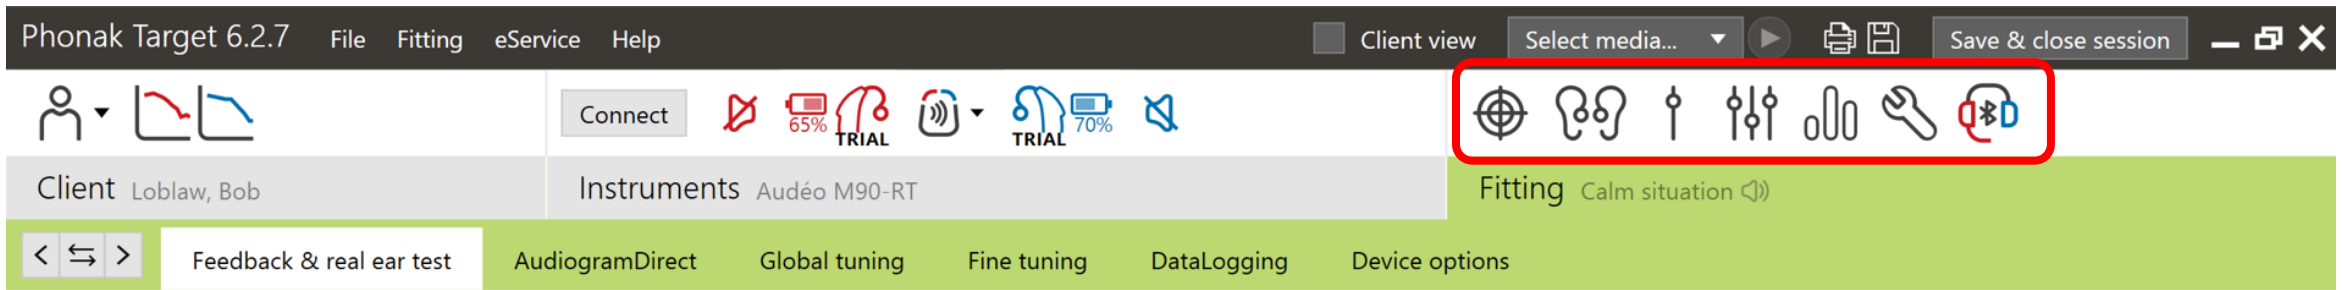 Phonak Target 6.2.7 File Fitting eService Help Client view Select media... Save & close session
Connect 65% TRIAL TRIAL 70%
Client Loblaw, Bob Instruments Audéo M90-RT Fitting Calm situation
Feedback & real ear test AudiogramDirect Global tuning Fine tuning DataLogging Device options